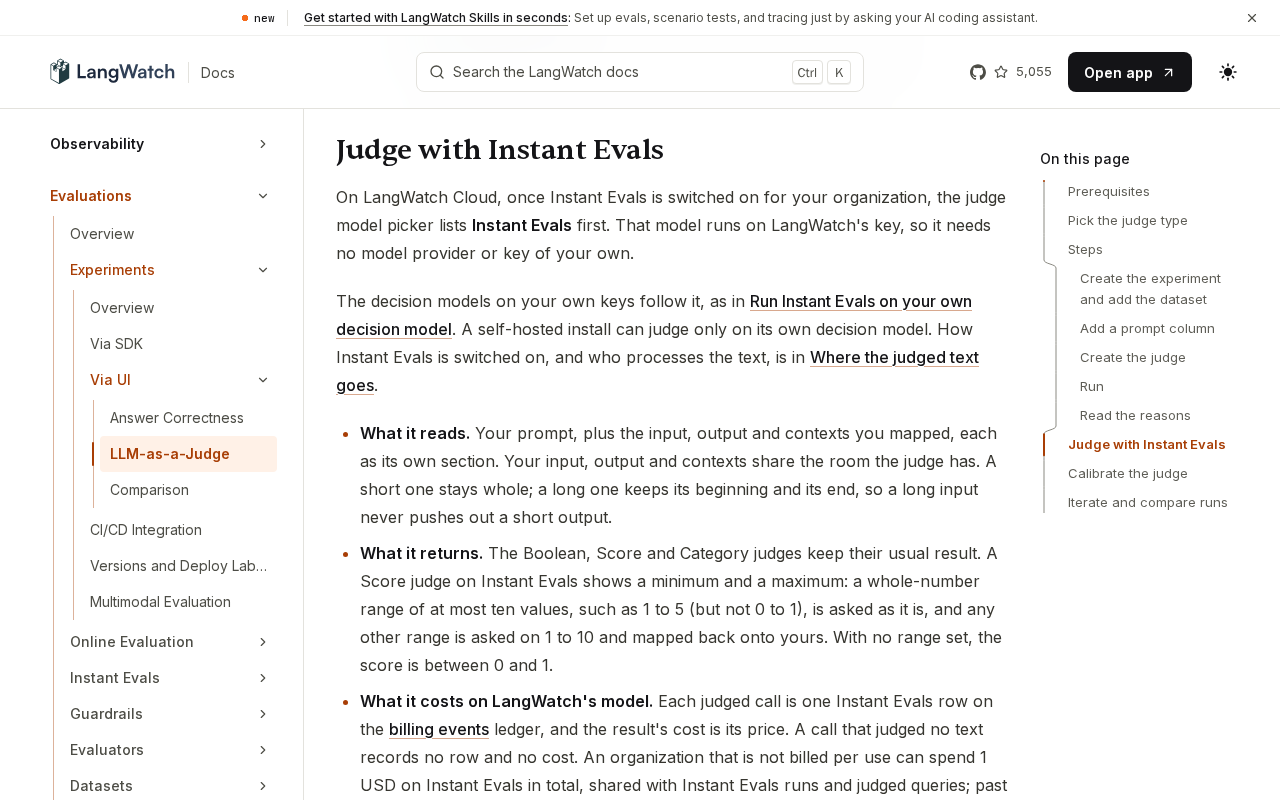 new
Get started with LangWatch Skills in seconds: Set up evals, scenario tests, and tracing just by asking your AI coding assistant.
LangWatch
Docs
Search the LangWatch docs
Ctrl
K
5,055
Open app
Observability
Evaluations
Overview
Experiments
Overview
Via SDK
Via UI
Answer Correctness
LLM-as-a-Judge
Comparison
CI/CD Integration
Versions and Deploy Lab...
Multimodal Evaluation
Online Evaluation
Instant Evals
Guardrails
Evaluators
Datasets
Judge with Instant Evals
On LangWatch Cloud, once Instant Evals is switched on for your organization, the judge
model picker lists Instant Evals first. That model runs on LangWatch's key, so it needs
no model provider or key of your own.
The decision models on your own keys follow it, as in Run Instant Evals on your own
decision model. A self-hosted install can judge only on its own decision model. How
Instant Evals is switched on, and who processes the text, is in Where the judged text
goes.
What it reads. Your prompt, plus the input, output and contexts you mapped, each
as its own section. Your input, output and contexts share the room the judge has. A
short one stays whole; a long one keeps its beginning and its end, so a long input
never pushes out a short output.
What it returns. The Boolean, Score and Category judges keep their usual result. A
Score judge on Instant Evals shows a minimum and a maximum: a whole-number
range of at most ten values, such as 1 to 5 (but not 0 to 1), is asked as it is, and any
other range is asked on 1 to 10 and mapped back onto yours. With no range set, the
score is between 0 and 1.
What it costs on LangWatch's model. Each judged call is one Instant Evals row on
the billing events ledger, and the result's cost is its price. A call that judged no text
records no row and no cost. An organization that is not billed per use can spend 1
USD on Instant Evals in total, shared with Instant Evals runs and judged queries; past
On this page
Prerequisites
Pick the judge type
Steps
Create the experiment
and add the dataset
Add a prompt column
Create the judge
Run
Read the reasons
Judge with Instant Evals
Calibrate the judge
Iterate and compare runs